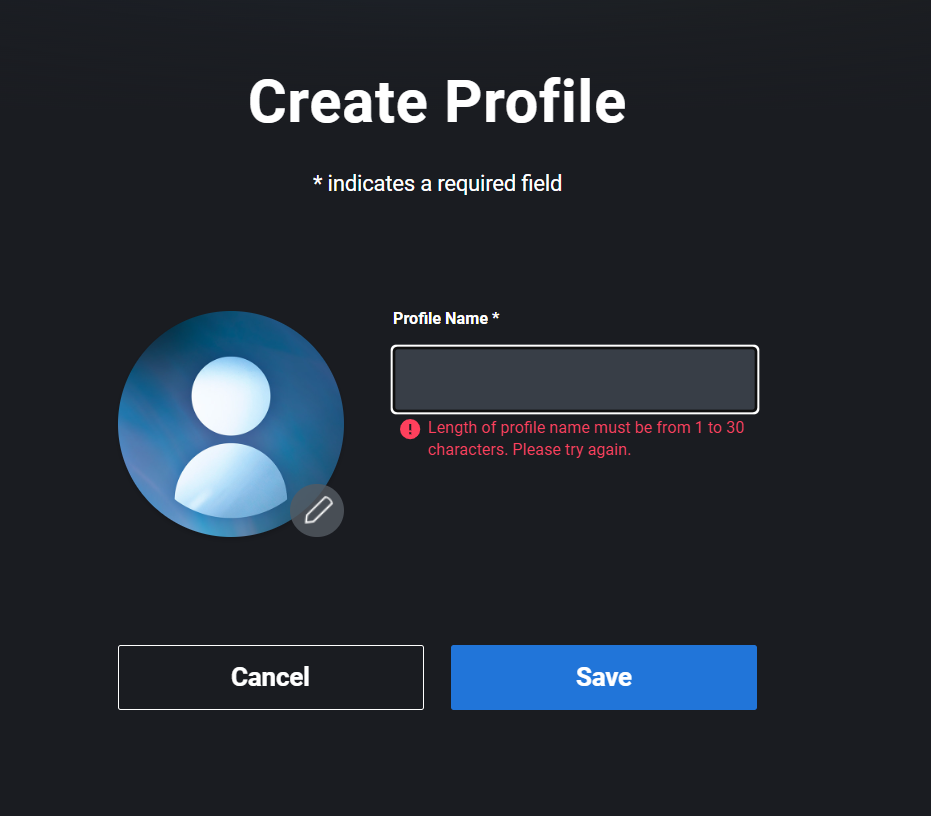 Create Profile
* indicates a required field
Profile Name *
Length of profile name must be from 1 to 30
characters. Please try again.
Cancel
Save